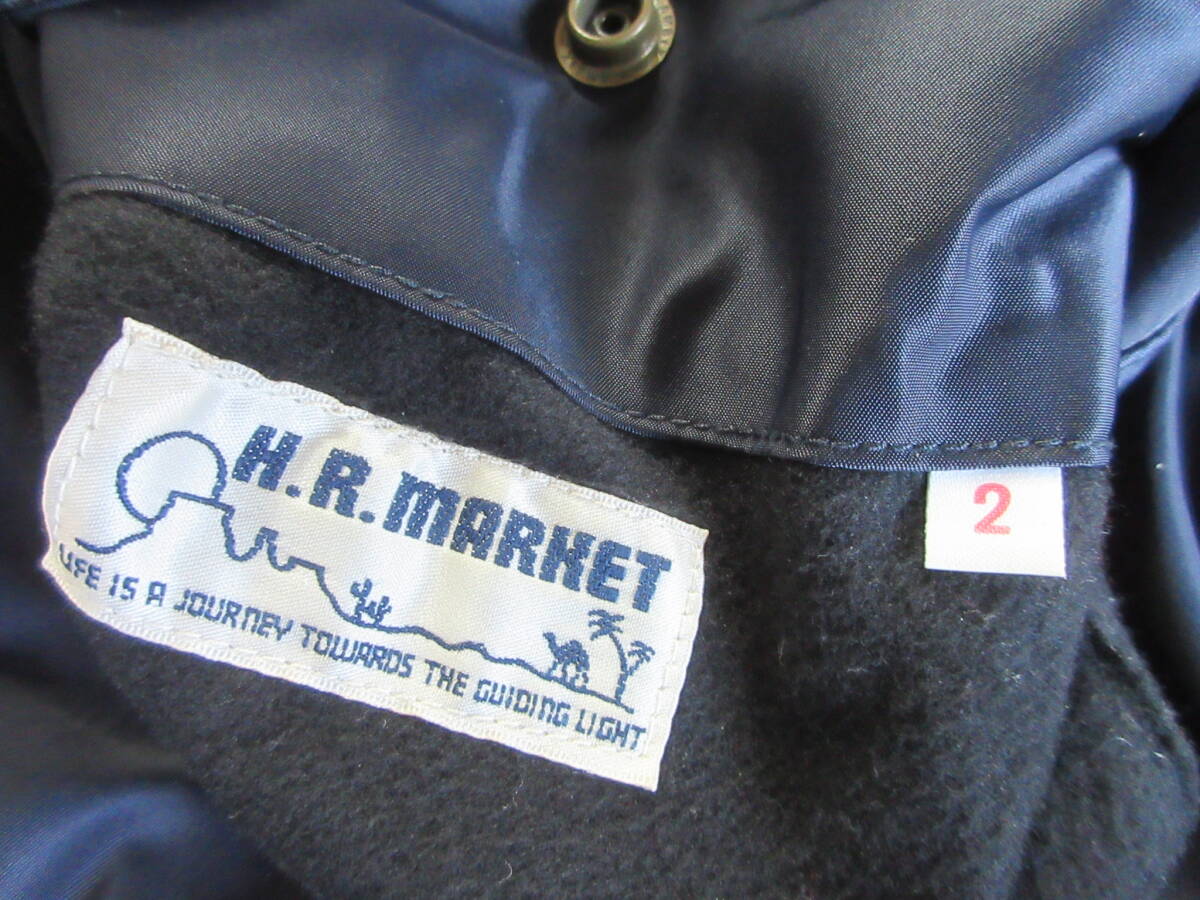 H.R.MARKET
LIFE IS A JOURNEY TOWARDS THE GUIDING LIGHT
2